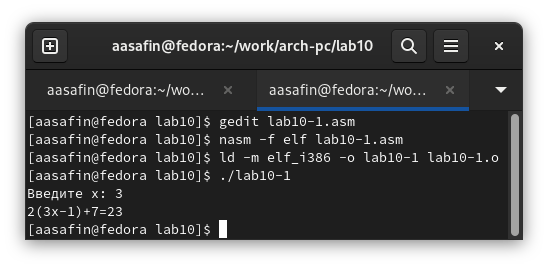 aasafin@fedora:~/work/arch-pc/lab10
aasafin@fedora:~/wo...
aasafin@fedora:~/wo...
[aasafin@fedora lab10]$ gedit lab10-1.asm
[aasafin@fedora lab10]$ nasm -f elf lab10-1.asm
[aasafin@fedora lab10]$ ld -m elf_i386 -o lab10-1 lab10-1.o
[aasafin@fedora lab10]$ ./lab10-1
Введите x: 3
2(3x-1)+7=23
[aasafin@fedora lab10]$